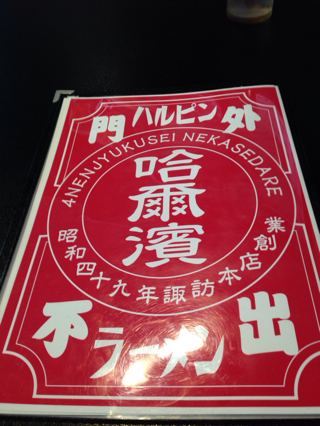 門 ハルピン 外
4NENJYUKUSEI NEKASEDARE
哈爾濱
昭和四十九年諏訪本店創業
不 ラーメン 出